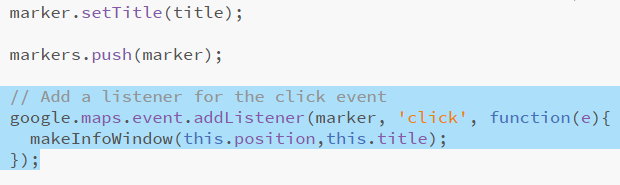 marker.setTitle(title);
markers.push(marker);
// Add a listener for the click event
google.maps.event.addListener(marker, 'click', function(e){
  makeInfoWindow(this.position,this.title);
});